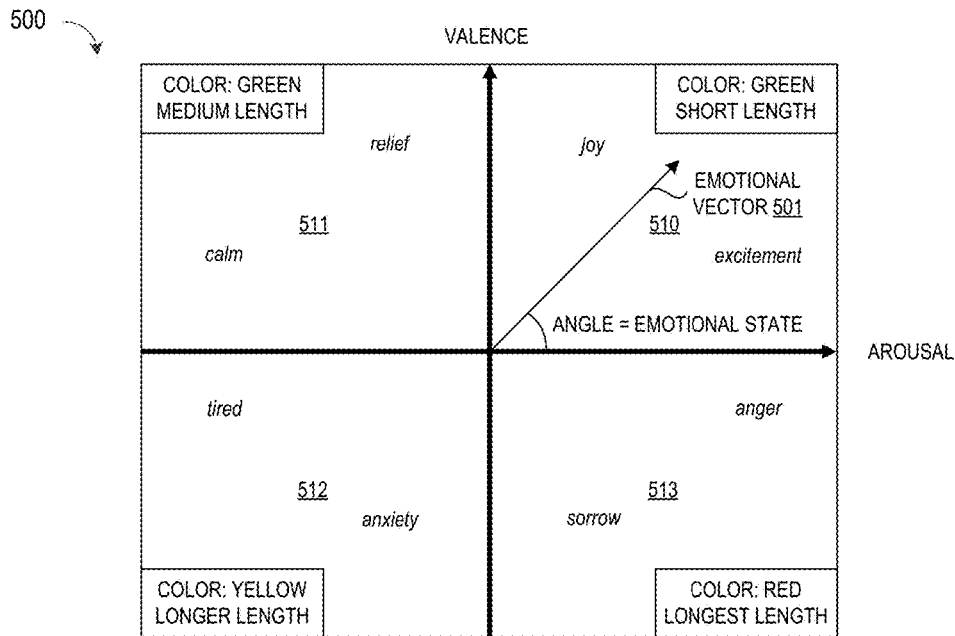 500
VALENCE
COLOR: GREEN
MEDIUM LENGTH
COLOR: GREEN
SHORT LENGTH
relief
joy
EMOTIONAL
VECTOR 501
511
510
calm
excitement
ANGLE = EMOTIONAL STATE
AROUSAL
tired
anger
512
513
anxiety
sorrow
COLOR: YELLOW
LONGER LENGTH
COLOR: RED
LONGEST LENGTH